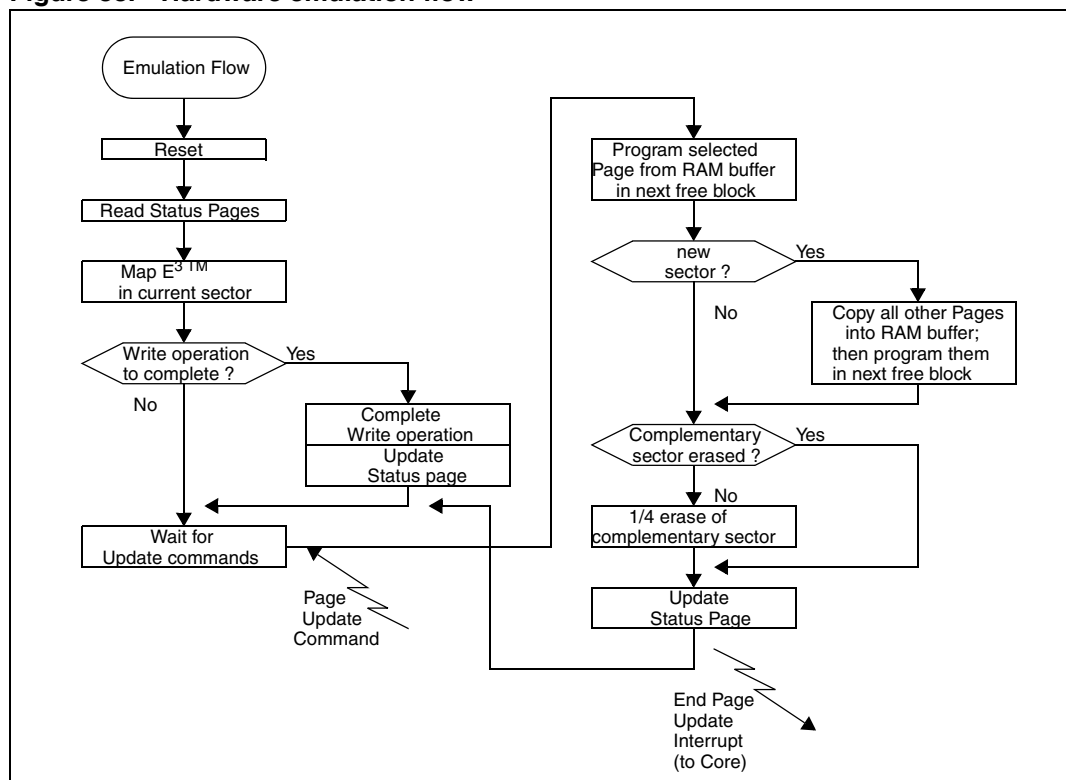 Figure
Hardware emulation flow
Emulation Flow
Reset
Read Status Pages
Map E³ ™
in current sector
Write operation
to complete ?
Yes
No
Complete
Write operation
Update
Status page
Wait for
Update commands
Page
Update
Command
Program selected
Page from RAM buffer
in next free block
new
sector ?
Yes
No
Copy all other Pages
into RAM buffer;
then program them
in next free block
Complementary
sector erased ?
Yes
No
1/4 erase of
complementary sector
Update
Status Page
End Page
Update
Interrupt
(to Core)